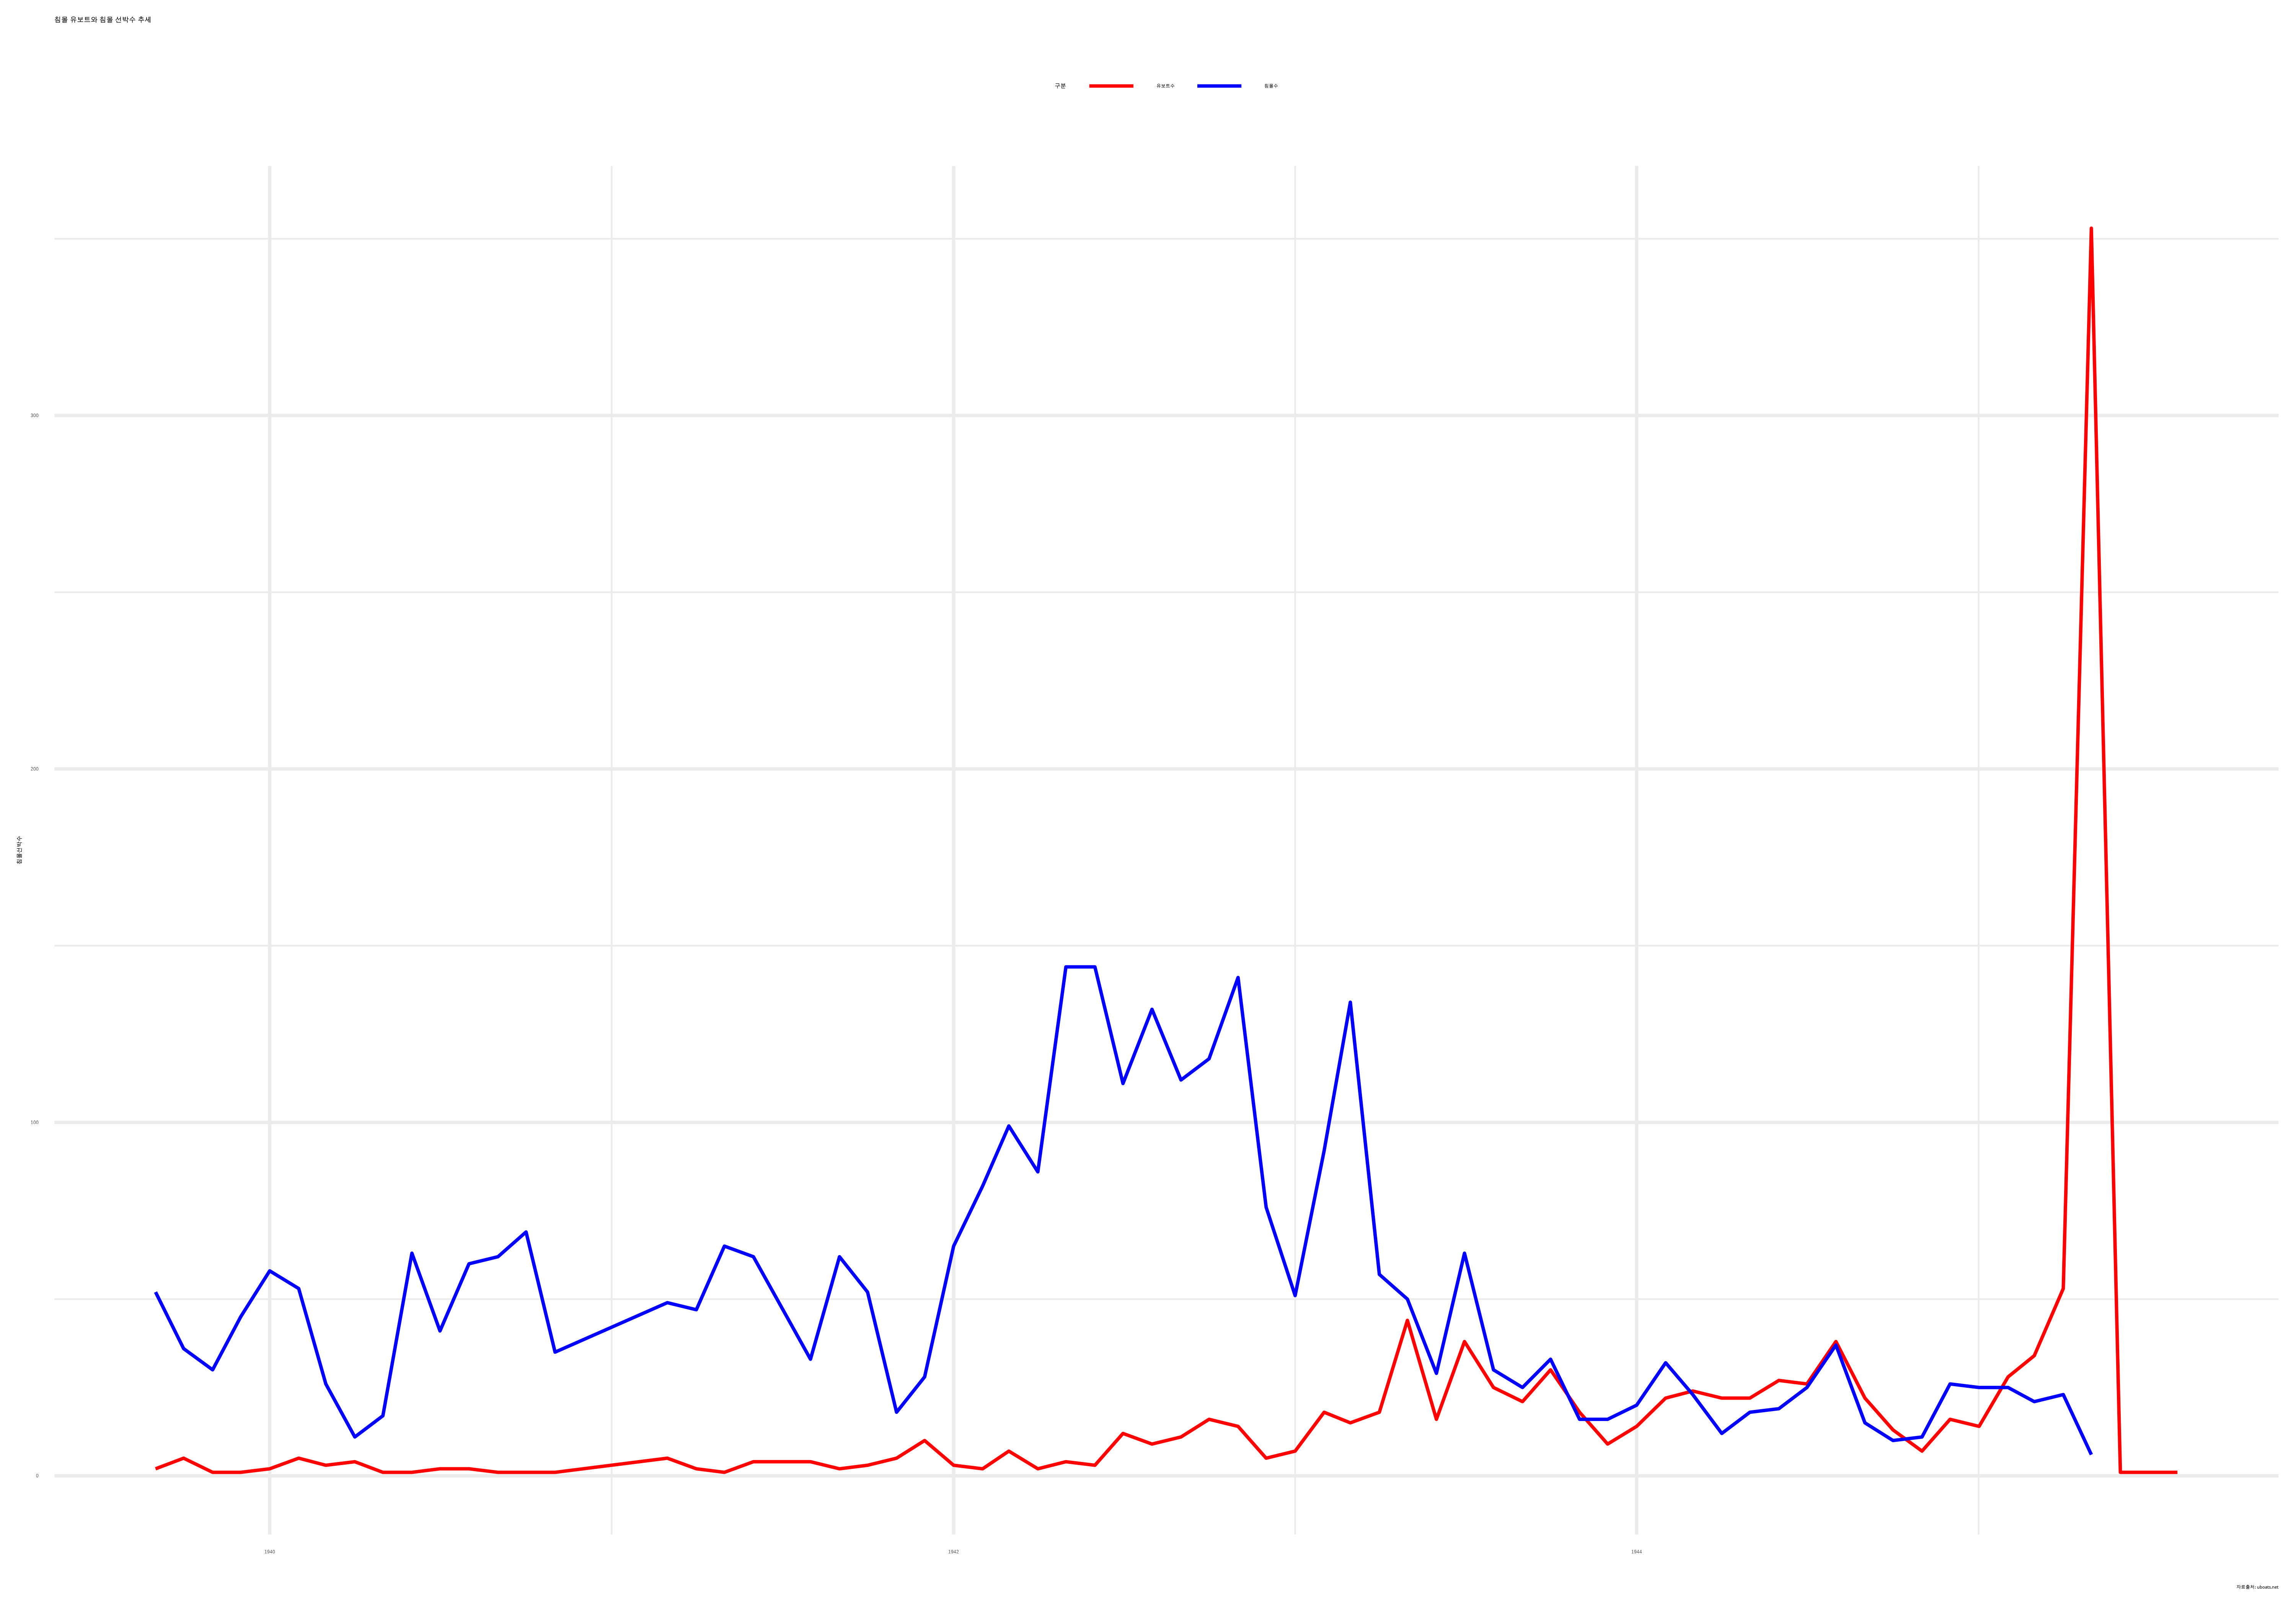 침몰 유보트와 침몰 선박수 추세
구분 유보트수 침몰수
300
200
침몰선박수
100
0
1940 1942 1944
자료출처: uboats.net